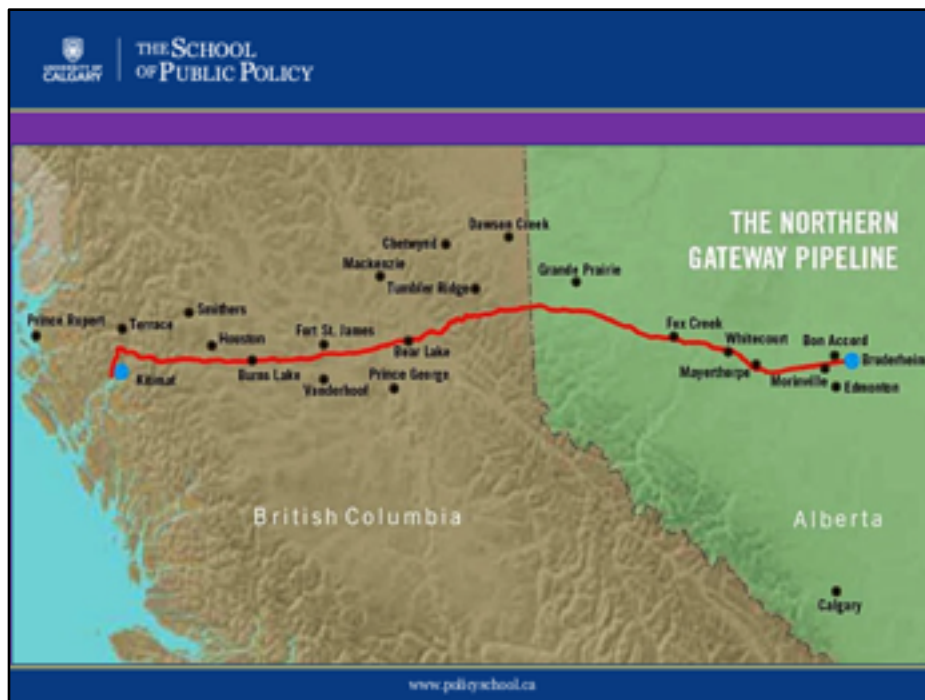 UNIVERSITY OF
CALGARY
THE SCHOOL
OF PUBLIC POLICY
THE NORTHERN
GATEWAY PIPELINE
Dawson Creek
Chetwynd
Mackenzie
Grande Prairie
Tumbler Ridge
Smithers
Prince Rupert
Terrace
Houston
Fort St. James
Fox Creek
Whitecourt
Bon Accord
Bear Lake
Bruderheim
Kitimat
Burns Lake
Prince George
Mayerthorpe
Morinville
Vanderhoof
Edmonton
British Columbia
Alberta
Calgary
www.policyschool.ca